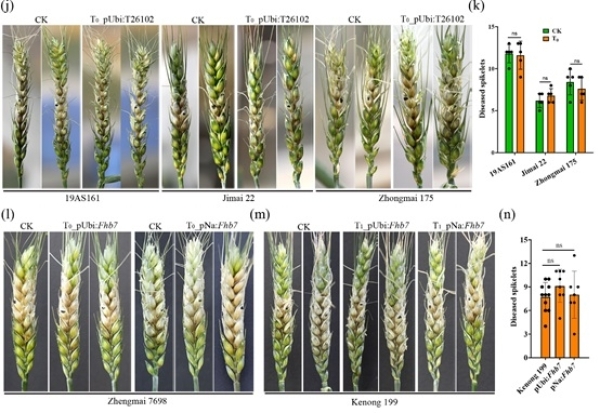 (j)
CK
T₀_pUbi:T26102
CK
T₀_pUbi:T26102
CK
T₀_pUbi:T26102
19AS161
Jimai 22
Zhongmai 175
(k)
CK
T₀
Diseased spikelets
15
10
5
0
ns
ns
ns
19AS161
Jimai 22
Zhongmai 175
(l)
CK
T₀_pUbi:Fhb7
CK
T₀_pNa:Fhb7
Zhengmai 7698
(m)
CK
T₁_pUbi:Fhb7
T₁_pNa:Fhb7
Kenong 199
(n)
Diseased spikelets
15
12
9
6
3
0
ns
ns
Kenong 199
pUbi:Fhb7
pNa:Fhb7